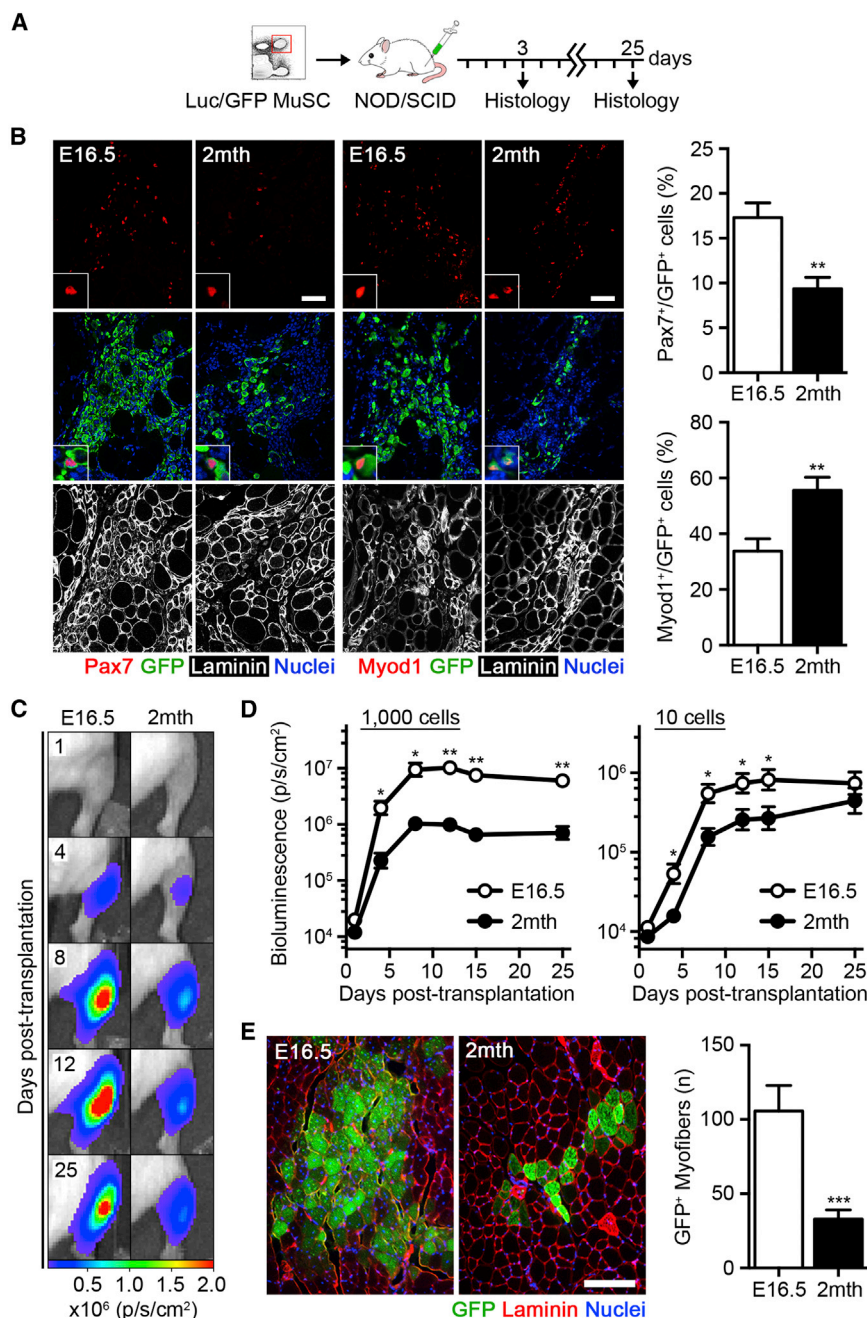 A
3
25 days
Luc/GFP MuSC
NOD/SCID
Histology
Histology
B
E16.5
2mth
E16.5
2mth
Pax7 GFP Laminin Nuclei
Myod1 GFP Laminin Nuclei
Pax7⁺/GFP⁺ cells (%)
25
20
15
10
5
0
**
E16.5
2mth
Myod1⁺/GFP⁺ cells (%)
80
60
40
20
0
**
E16.5
2mth
C
E16.5
2mth
Days post-transplantation
1
4
8
12
25
0.5 1.0 1.5 2.0
x10⁶ (p/s/cm²)
D
1,000 cells
Bioluminescence (p/s/cm²)
10⁷
10⁶
10⁵
10⁴
* * ** ** **
E16.5
2mth
0 5 10 15 20 25
Days post-transplantation
10 cells
10⁶
10⁵
10⁴
* * * *
E16.5
2mth
0 5 10 15 20 25
Days post-transplantation
E
E16.5
2mth
GFP Laminin Nuclei
GFP⁺ Myofibers (n)
150
100
50
0
***
E16.5
2mth